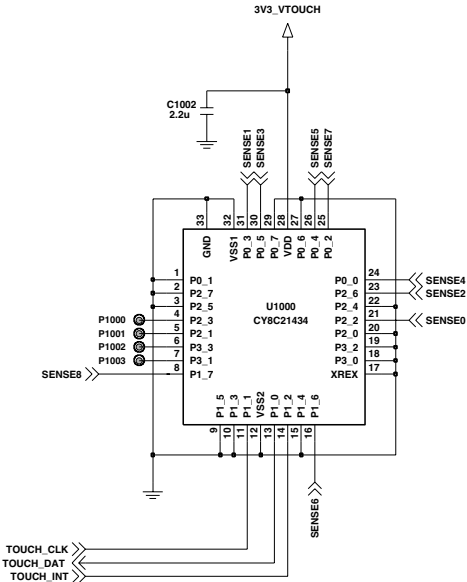 3V3_VTOUCH
C1002
2.2u
SENSE1
SENSE3
SENSE5
SENSE7
33
32
31
30
29
28
27
26
25
GND
VSS1
P0_3
P0_5
P0_7
VDD
P0_6
P0_4
P0_2
1 P0_1
2 P2_7
3 P2_5
P1000 4 P2_3
P1001 5 P2_1
P1002 6 P3_3
P1003 7 P3_1
SENSE8 8 P1_7
U1000
CY8C21434
P0_0 24 SENSE4
P2_6 23 SENSE2
P2_4 22
P2_2 21 SENSE0
P2_0 20
P3_2 19
P3_0 18
XREX 17
P1_5
P1_3
P1_1
VSS2
P1_0
P1_2
P1_4
P1_6
9
10
11
12
13
14
15
16
SENSE6
TOUCH_CLK
TOUCH_DAT
TOUCH_INT